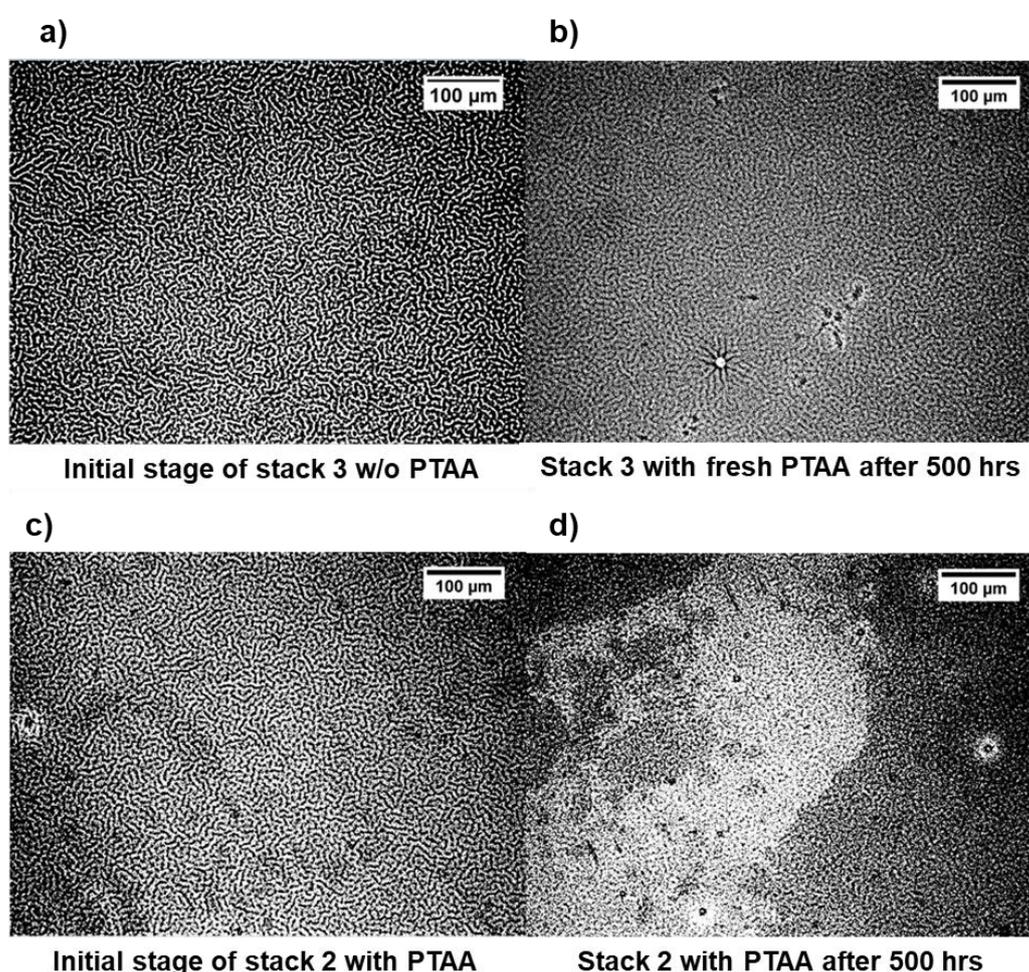 a)
b)
100 µm
100 µm
Initial stage of stack 3 w/o PTAA
Stack 3 with fresh PTAA after 500 hrs
c)
d)
100 µm
100 µm
Initial stage of stack 2 with PTAA
Stack 2 with PTAA after 500 hrs